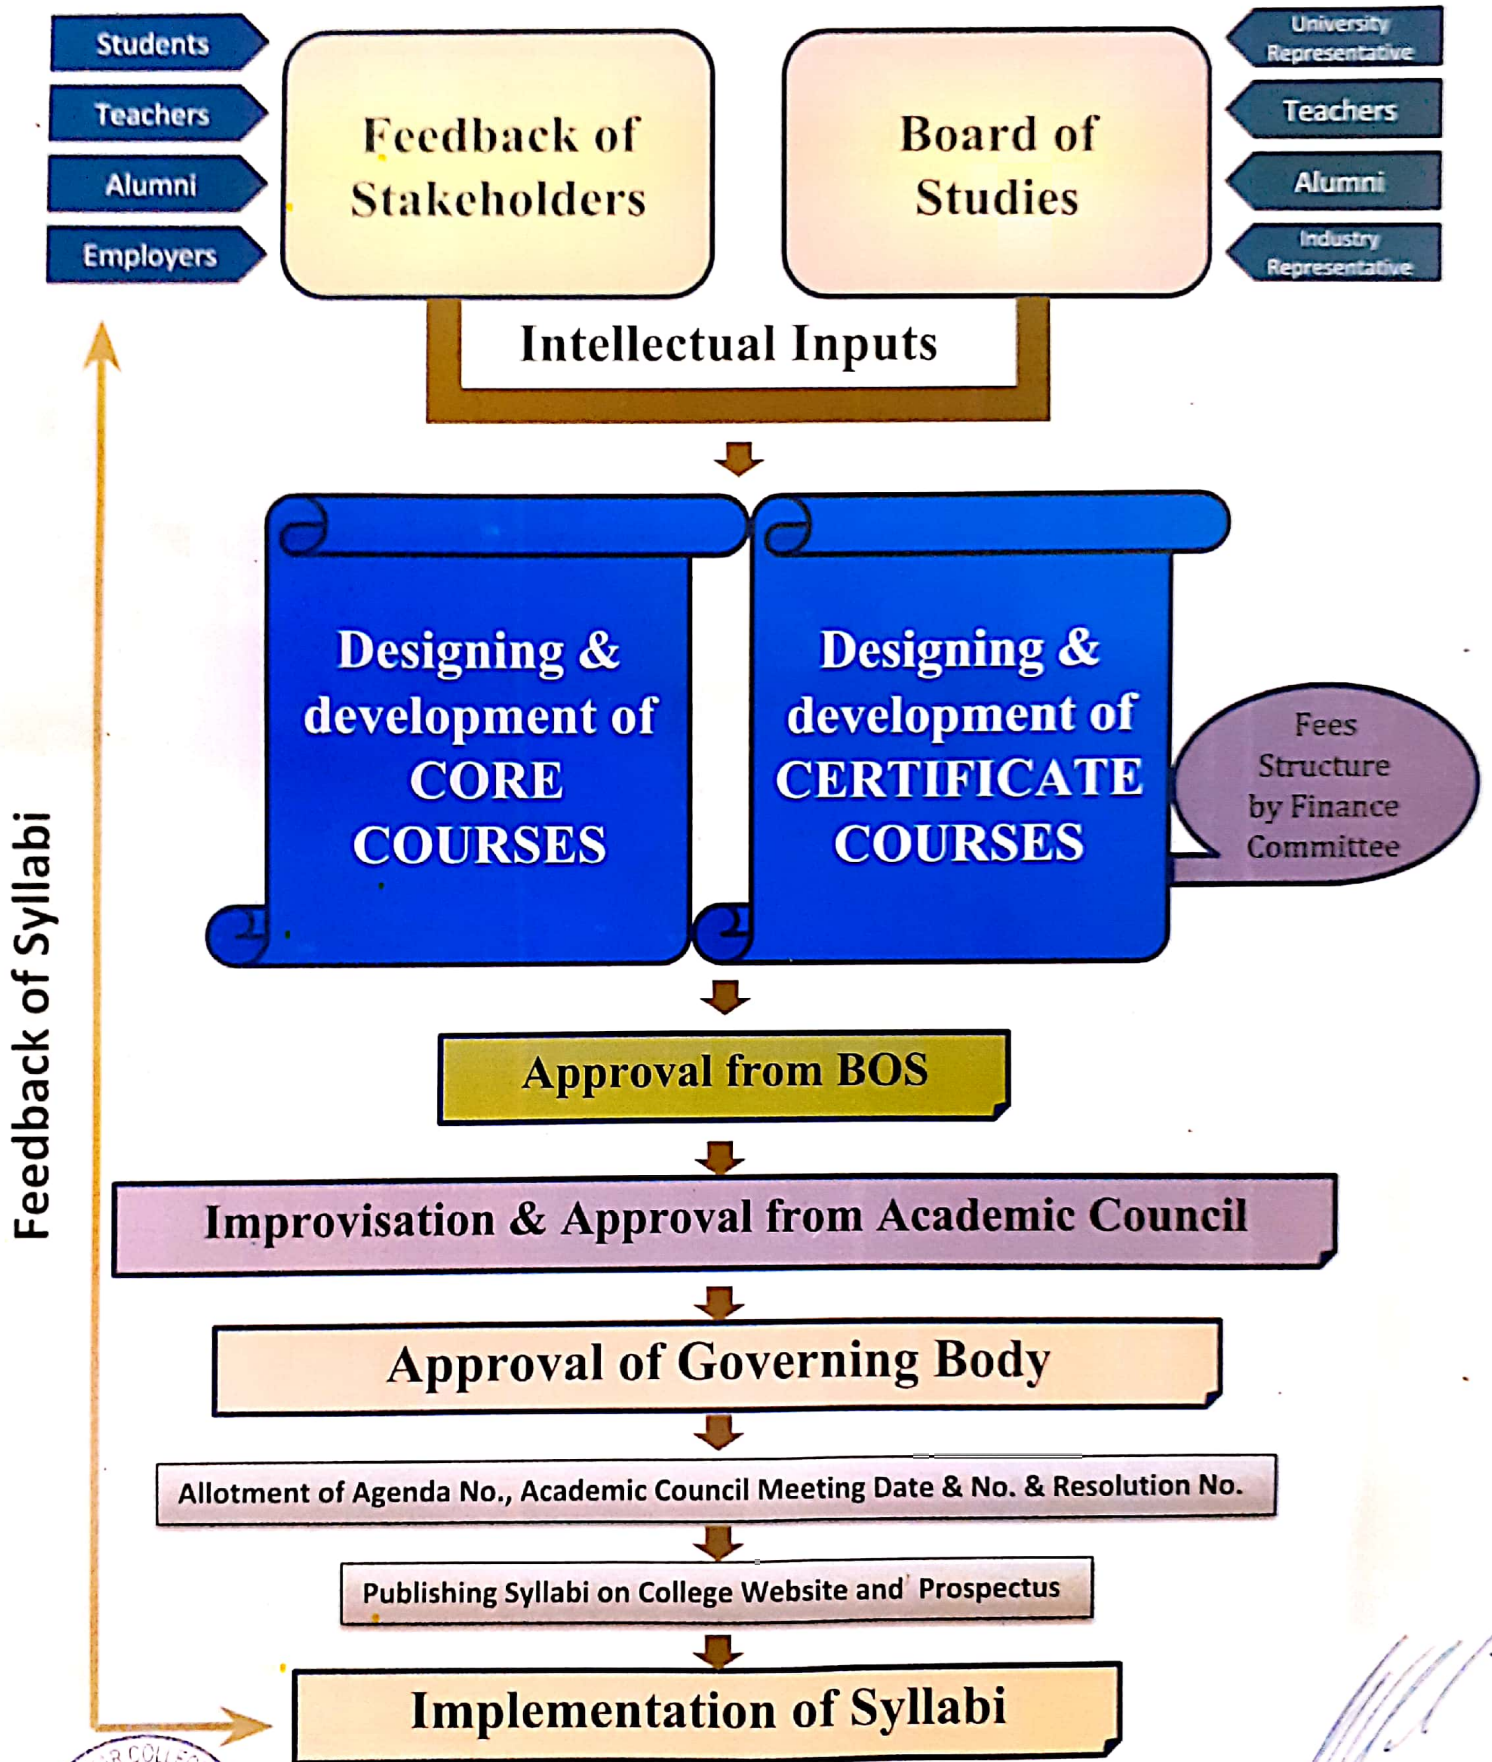 Students
Teachers
Alumni
Employers
Feedback of
Stakeholders
Board of
Studies
University
Representative
Teachers
Alumni
Industry
Representative
Intellectual Inputs
Designing &
development of
CORE
COURSES
Designing &
development of
CERTIFICATE
COURSES
Fees
Structure
by Finance
Committee
Feedback of Syllabi
Approval from BOS
Improvisation & Approval from Academic Council
Approval of Governing Body
Allotment of Agenda No., Academic Council Meeting Date & No. & Resolution No.
Publishing Syllabi on College Website and Prospectus
Implementation of Syllabi